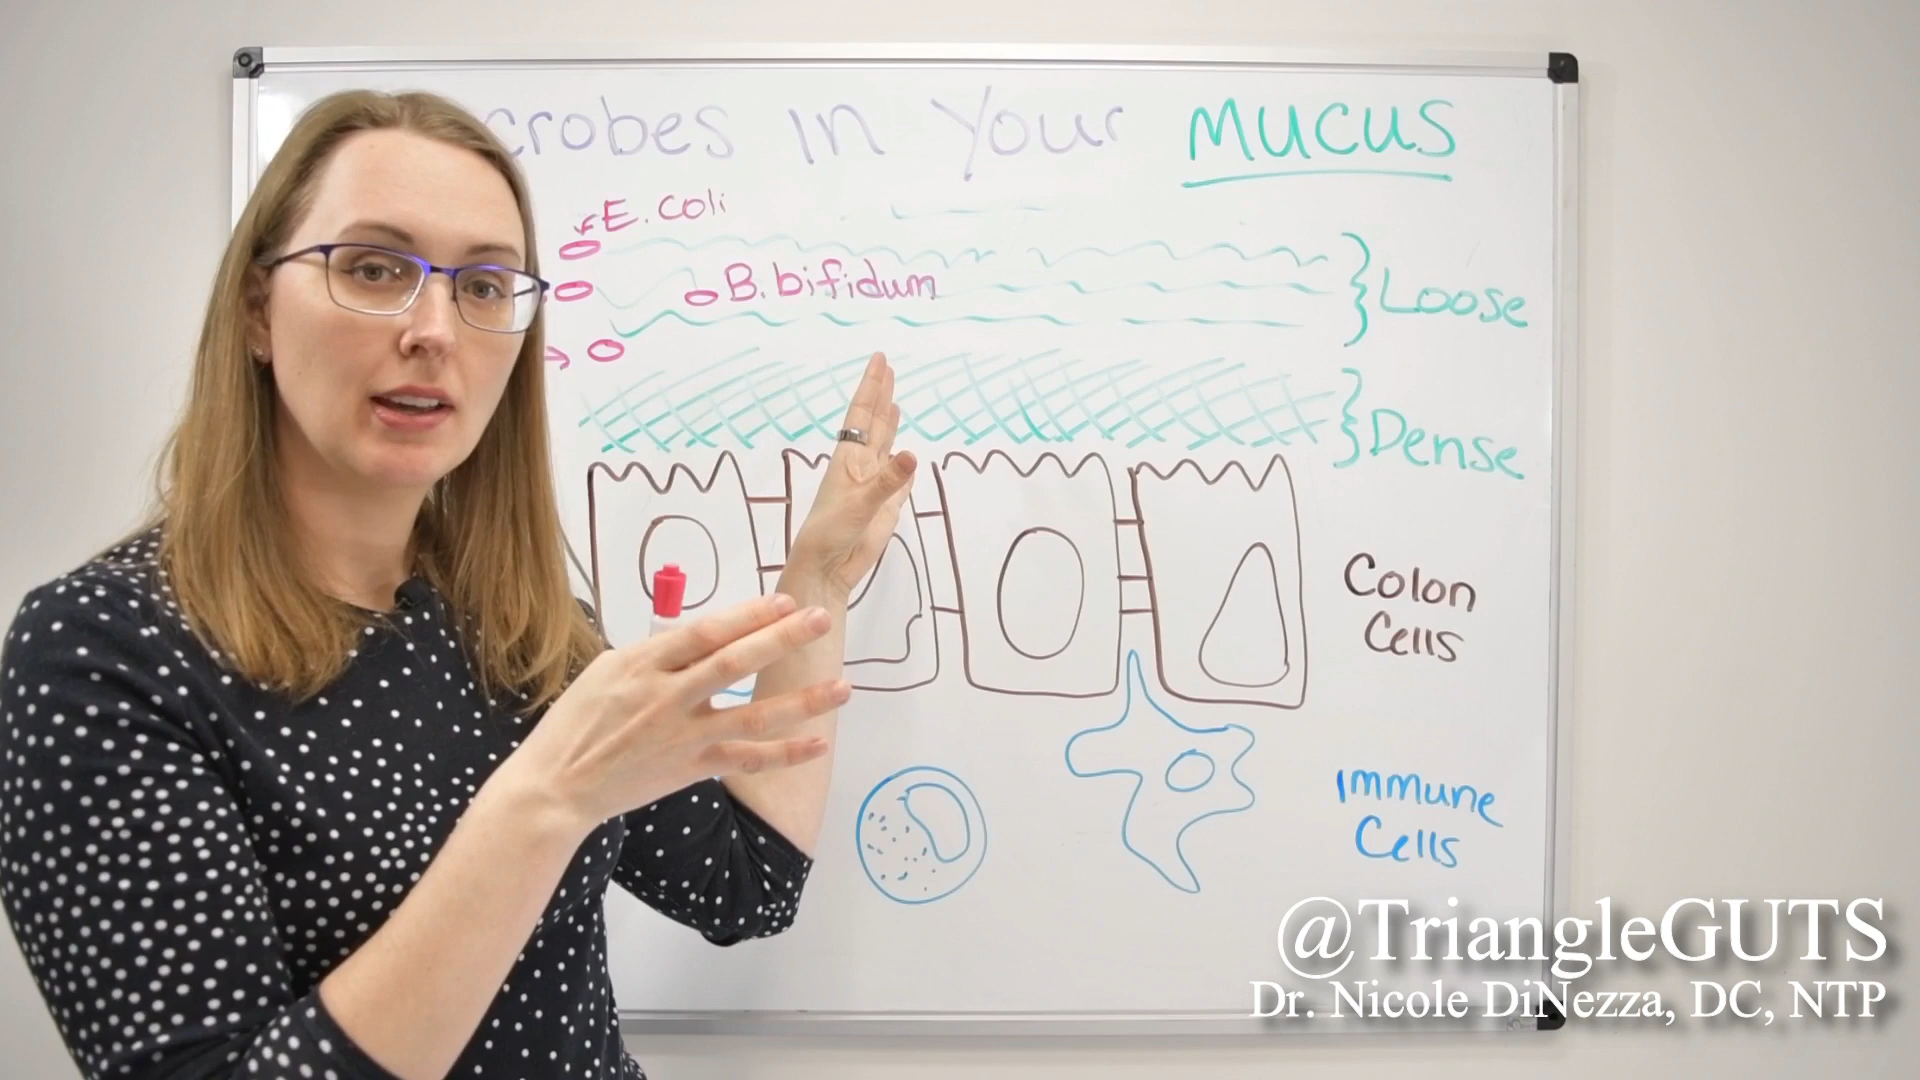 crobes in Your MUCUS
E. coli
B. bifidum
Loose
Dense
Colon
Cells
Immune
Cells
@TriangleGUTS
Dr. Nicole DiNezza, DC, NTP